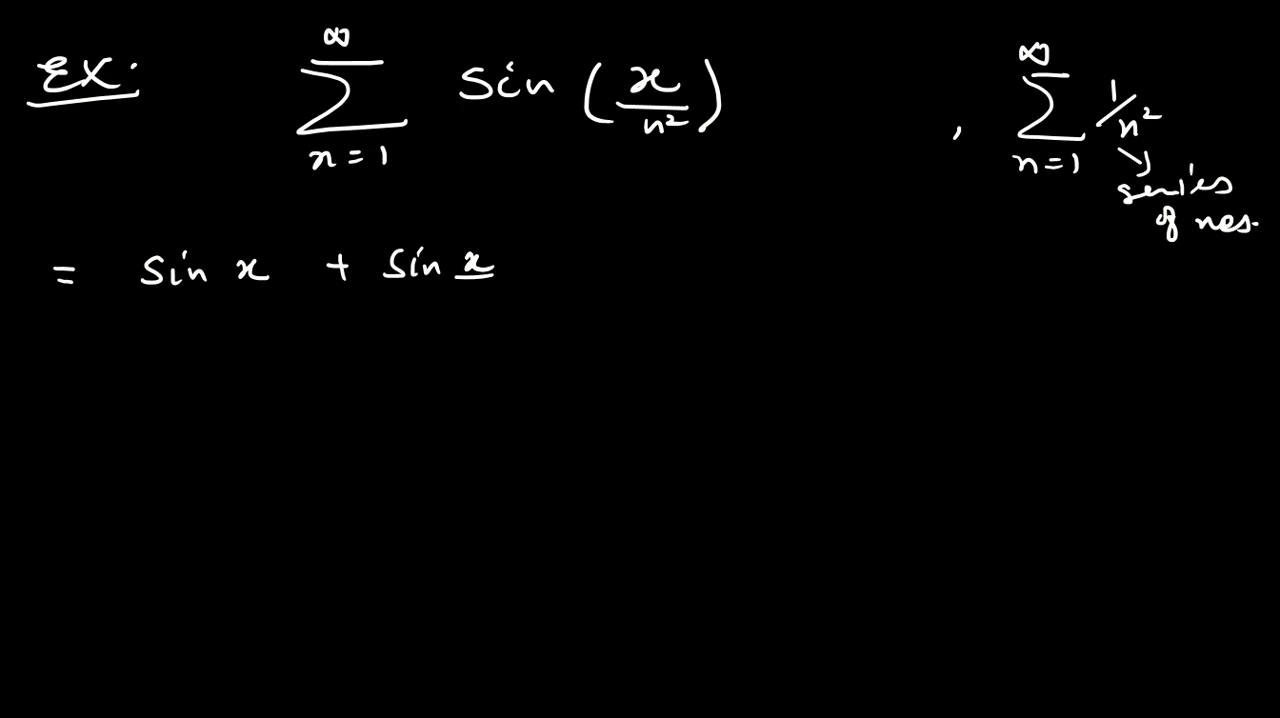 Ex. ∞∑n=1 sin (x/n²) , ∞∑n=1 1/n²
series
of nos.
= sin x + sin x